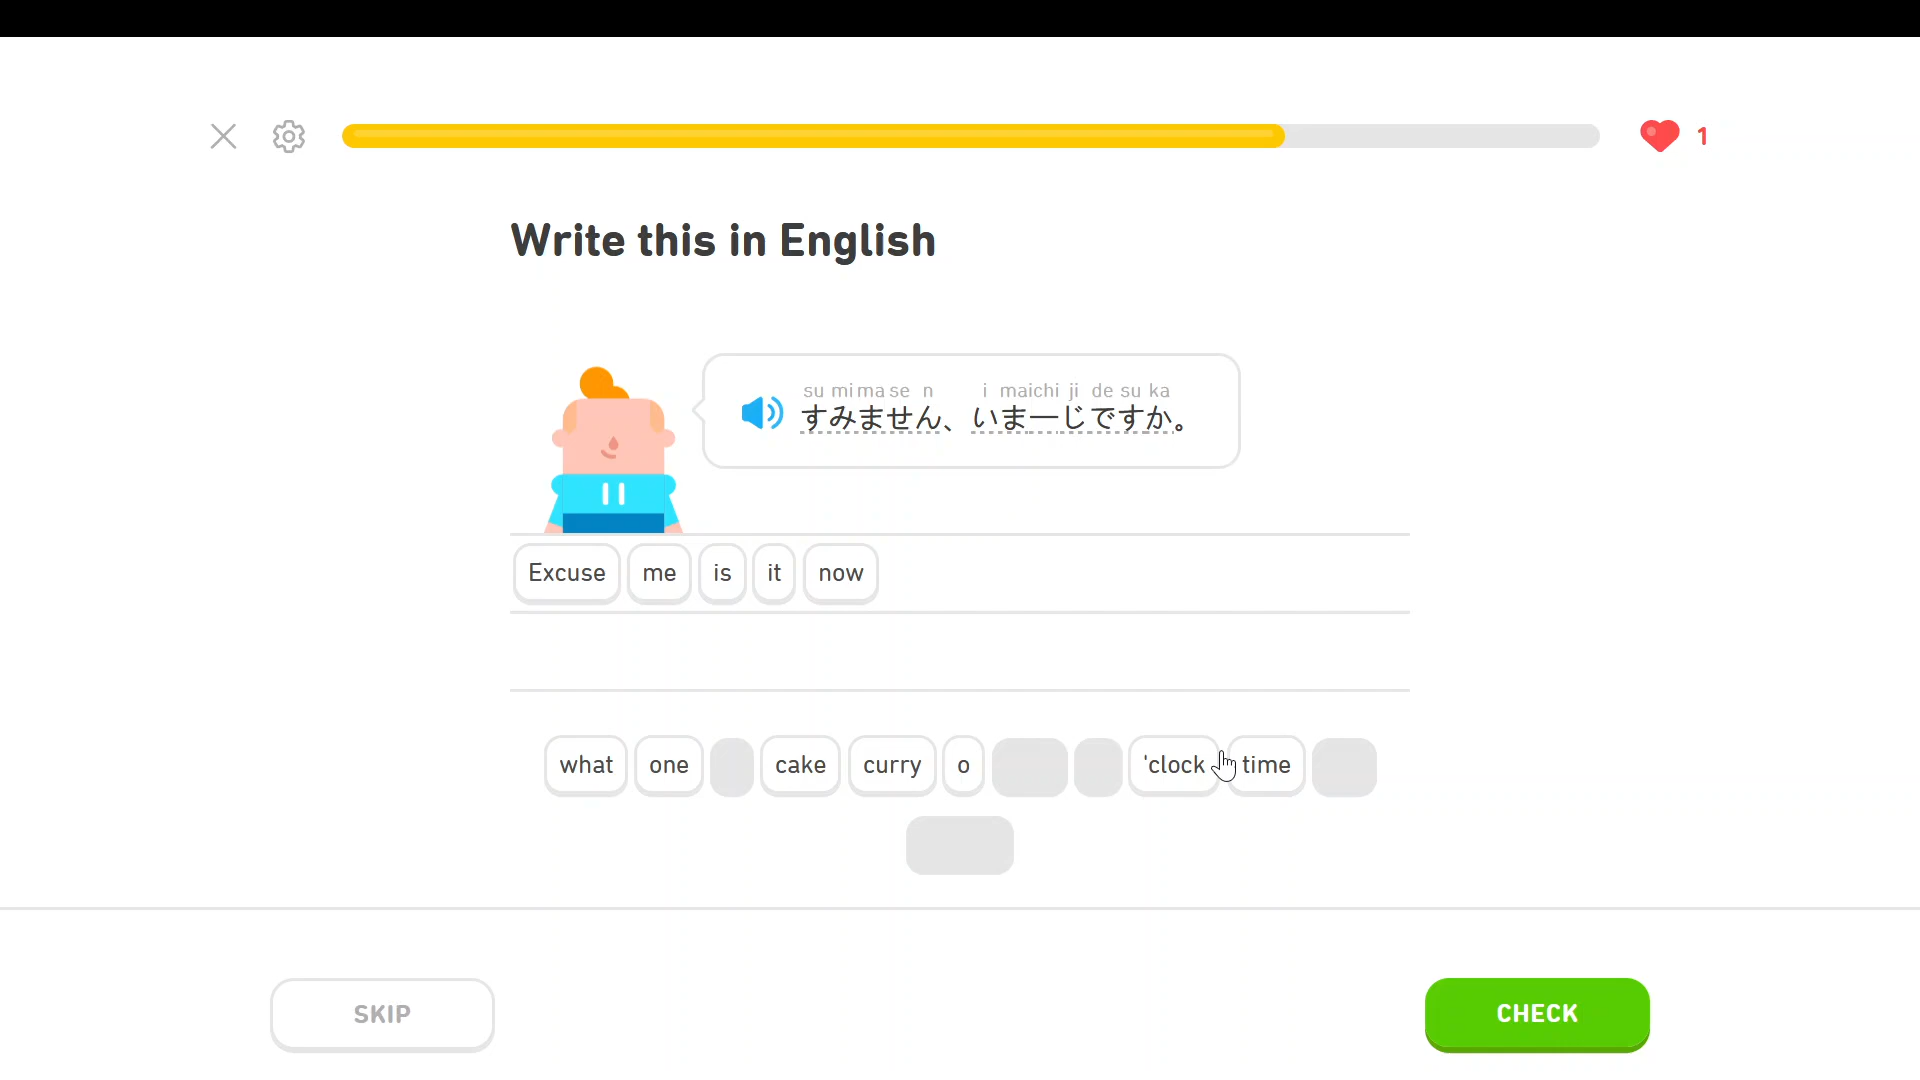 1
Write this in English
su mi ma se n i maichi ji de su ka
すみません、いま一じですか。
Excuse me is it now
what one cake curry o 'clock time
SKIP
CHECK